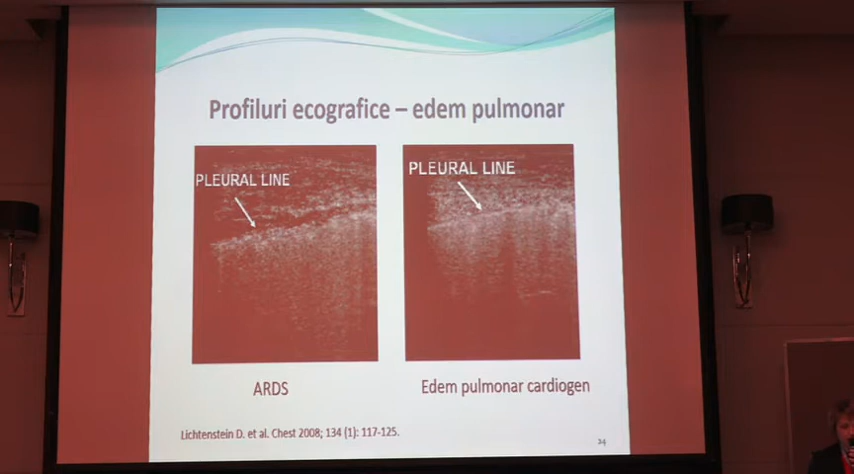 Profiluri ecografice – edem pulmonar
PLEURAL LINE
PLEURAL LINE
ARDS
Edem pulmonar cardiogen
Lichtenstein D. et al. Chest 2008; 134 (1): 117-125.
24